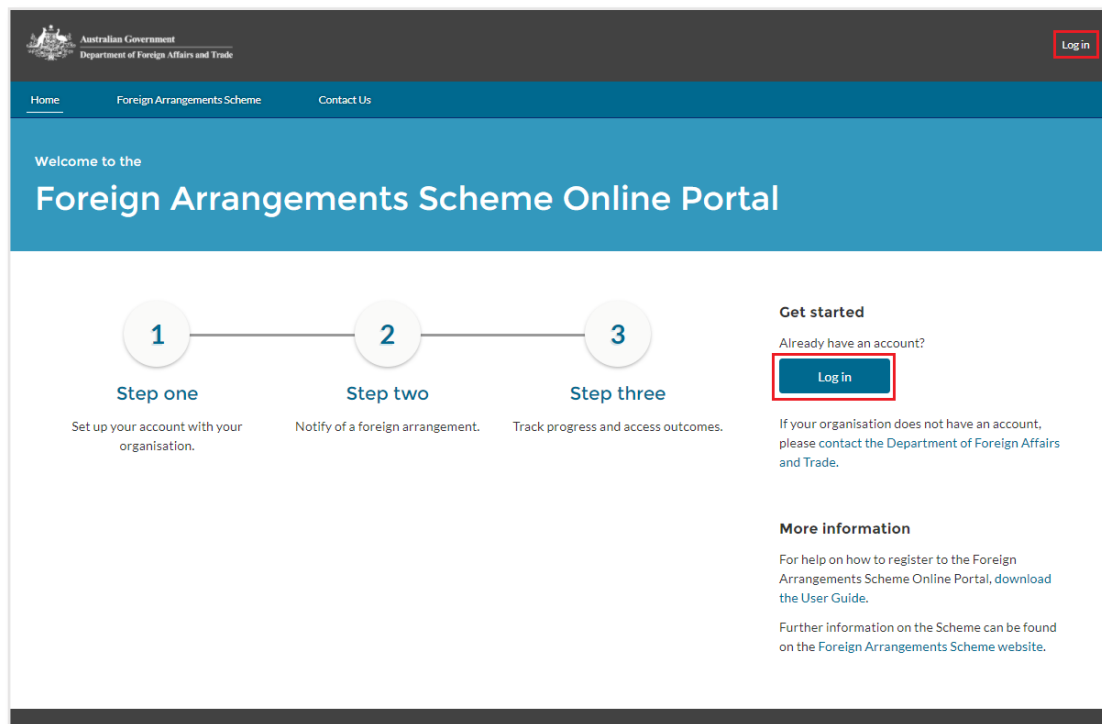 Australian Government
Department of Foreign Affairs and Trade
Log in
Home
Foreign Arrangements Scheme
Contact Us
Welcome to the
Foreign Arrangements Scheme Online Portal
1
2
3
Step one
Step two
Step three
Set up your account with your
organisation.
Notify of a foreign arrangement.
Track progress and access outcomes.
Get started
Already have an account?
Log in
If your organisation does not have an account,
please contact the Department of Foreign Affairs
and Trade.
More information
For help on how to register to the Foreign
Arrangements Scheme Online Portal, download
the User Guide.
Further information on the Scheme can be found
on the Foreign Arrangements Scheme website.